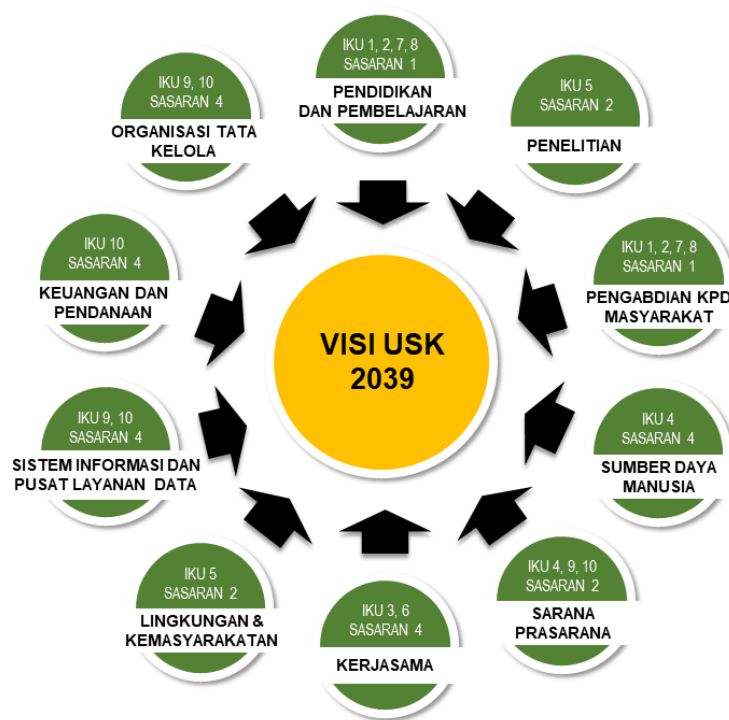 IKU 1, 2, 7, 8
SASARAN 1
PENDIDIKAN
DAN PEMBELAJARAN
IKU 5
SASARAN 2
PENELITIAN
IKU 1, 2, 7, 8
SASARAN 1
PENGABDIAN KPD
MASYARAKAT
IKU 4
SASARAN 4
SUMBER DAYA
MANUSIA
IKU 4, 9, 10
SASARAN 2
SARANA
PRASARANA
IKU 3, 6
SASARAN 4
KERJASAMA
IKU 5
SASARAN 2
LINGKUNGAN &
KEMASYARAKATAN
IKU 9, 10
SASARAN 4
SISTEM INFORMASI DAN
PUSAT LAYANAN DATA
IKU 10
SASARAN 4
KEUANGAN DAN
PENDANAAN
IKU 9, 10
SASARAN 4
ORGANISASI TATA
KELOLA
VISI USK
2039